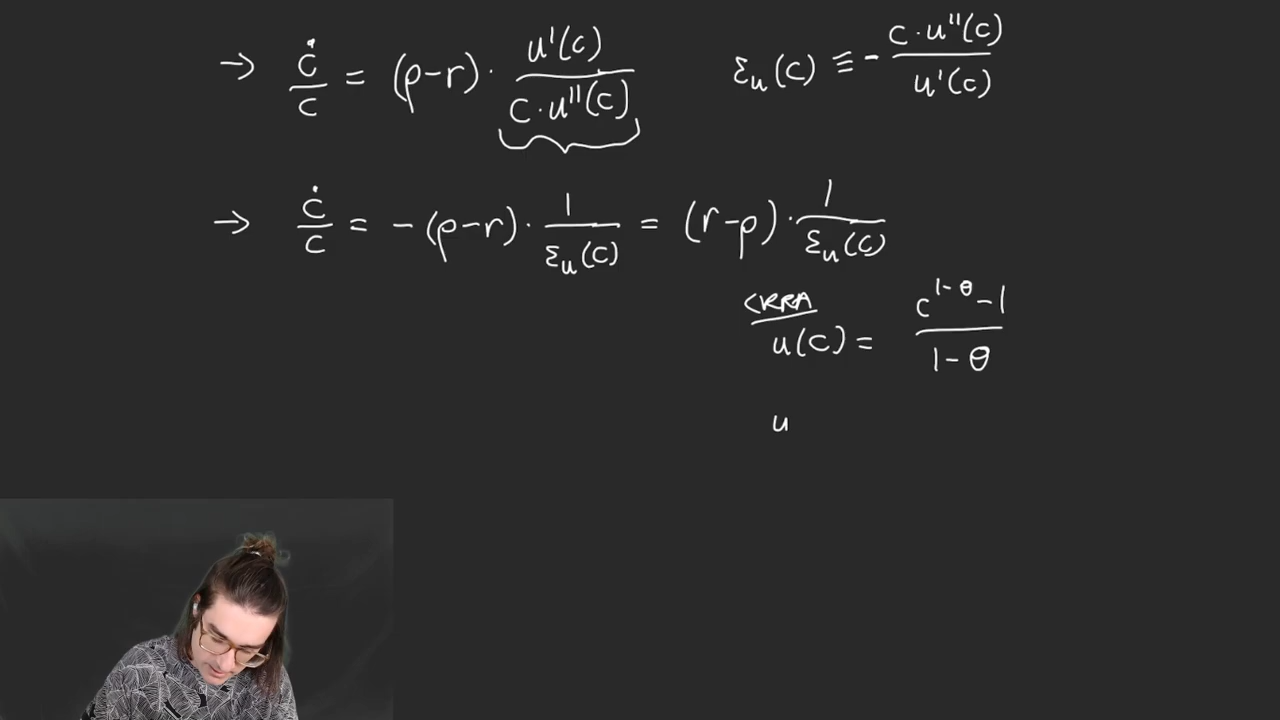 → ċ/c = (ρ-r) · u'(c) / (c · u''(c))    ε_u(c) ≡ - c · u''(c) / u'(c)
→ ċ/c = -(ρ-r) · 1/ε_u(c) = (r-ρ) · 1/ε_u(c)
CRRA
u(c) = (c^(1-θ) - 1) / (1-θ)
u